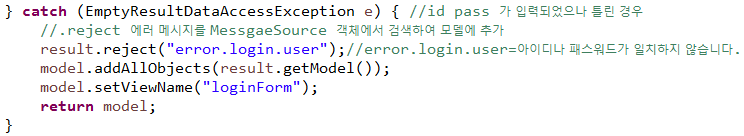 } catch (EmptyResultDataAccessException e) { //id pass 가 입력되었으나 틀린 경우
//.reject 에러 메시지를 MessgaeSource 객체에서 검색하여 모델에 추가
result.reject("error.login.user");//error.login.user=아이디나 패스워드가 일치하지 않습니다.
model.addAllObjects(result.getModel());
model.setViewName("loginForm");
return model;
}